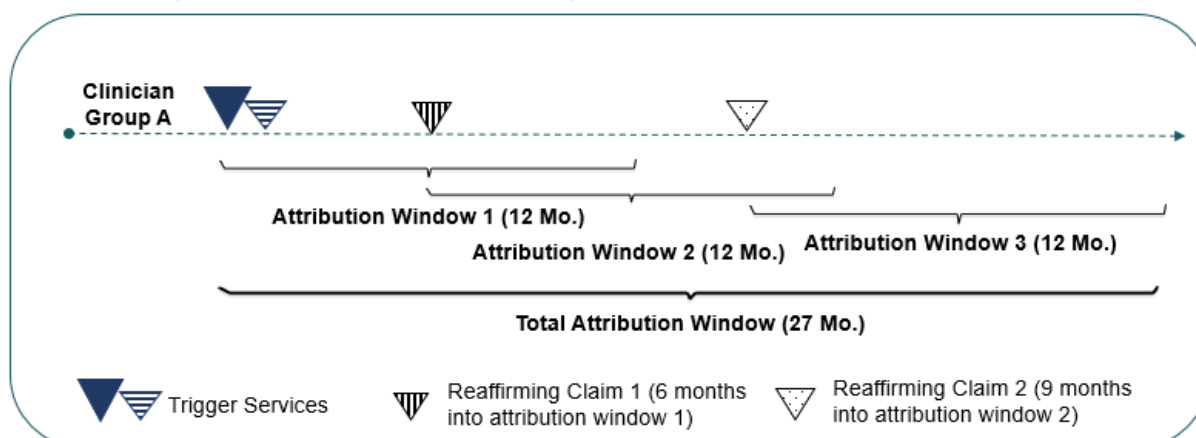 Clinician
Group A
Attribution Window 1 (12 Mo.)
Attribution Window 2 (12 Mo.)
Attribution Window 3 (12 Mo.)
Total Attribution Window (27 Mo.)
Trigger Services
Reaffirming Claim 1 (6 months
into attribution window 1)
Reaffirming Claim 2 (9 months
into attribution window 2)